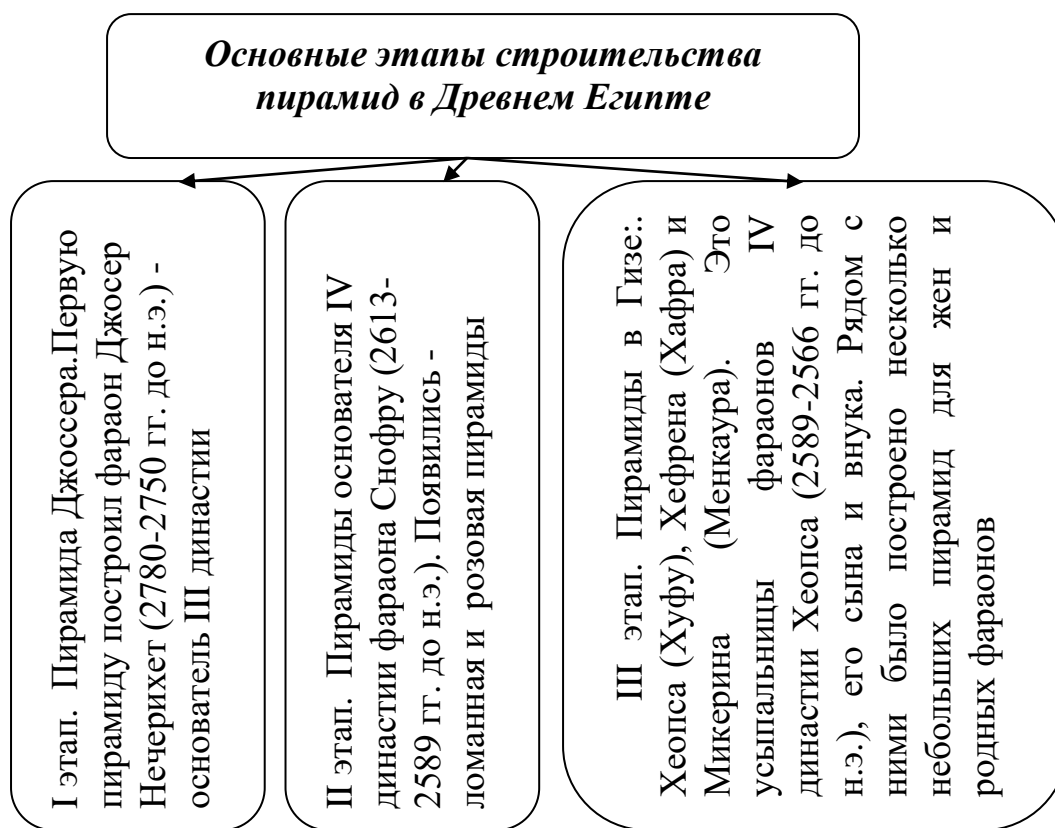 Основные этапы строительства
пирамид в Древнем Египте
I этап. Пирамида Джоссера.Первую
пирамиду построил фараон Джосер
Нечерихет (2780-2750 гг. до н.э.) -
основатель III династии
II этап. Пирамиды основателя IV
династии фараона Снофру (2613-
2589 гг. до н.э.). Появились -
ломанная и розовая пирамиды
III этап. Пирамиды в Гизе:.
Хеопса (Хуфу), Хефрена (Хафра) и
Микерина (Менкаура). Это
усыпальницы фараонов IV
династии Хеопса (2589-2566 гг. до
н.э.), его сына и внука. Рядом с
ними было построено несколько
небольших пирамид для жен и
родных фараонов